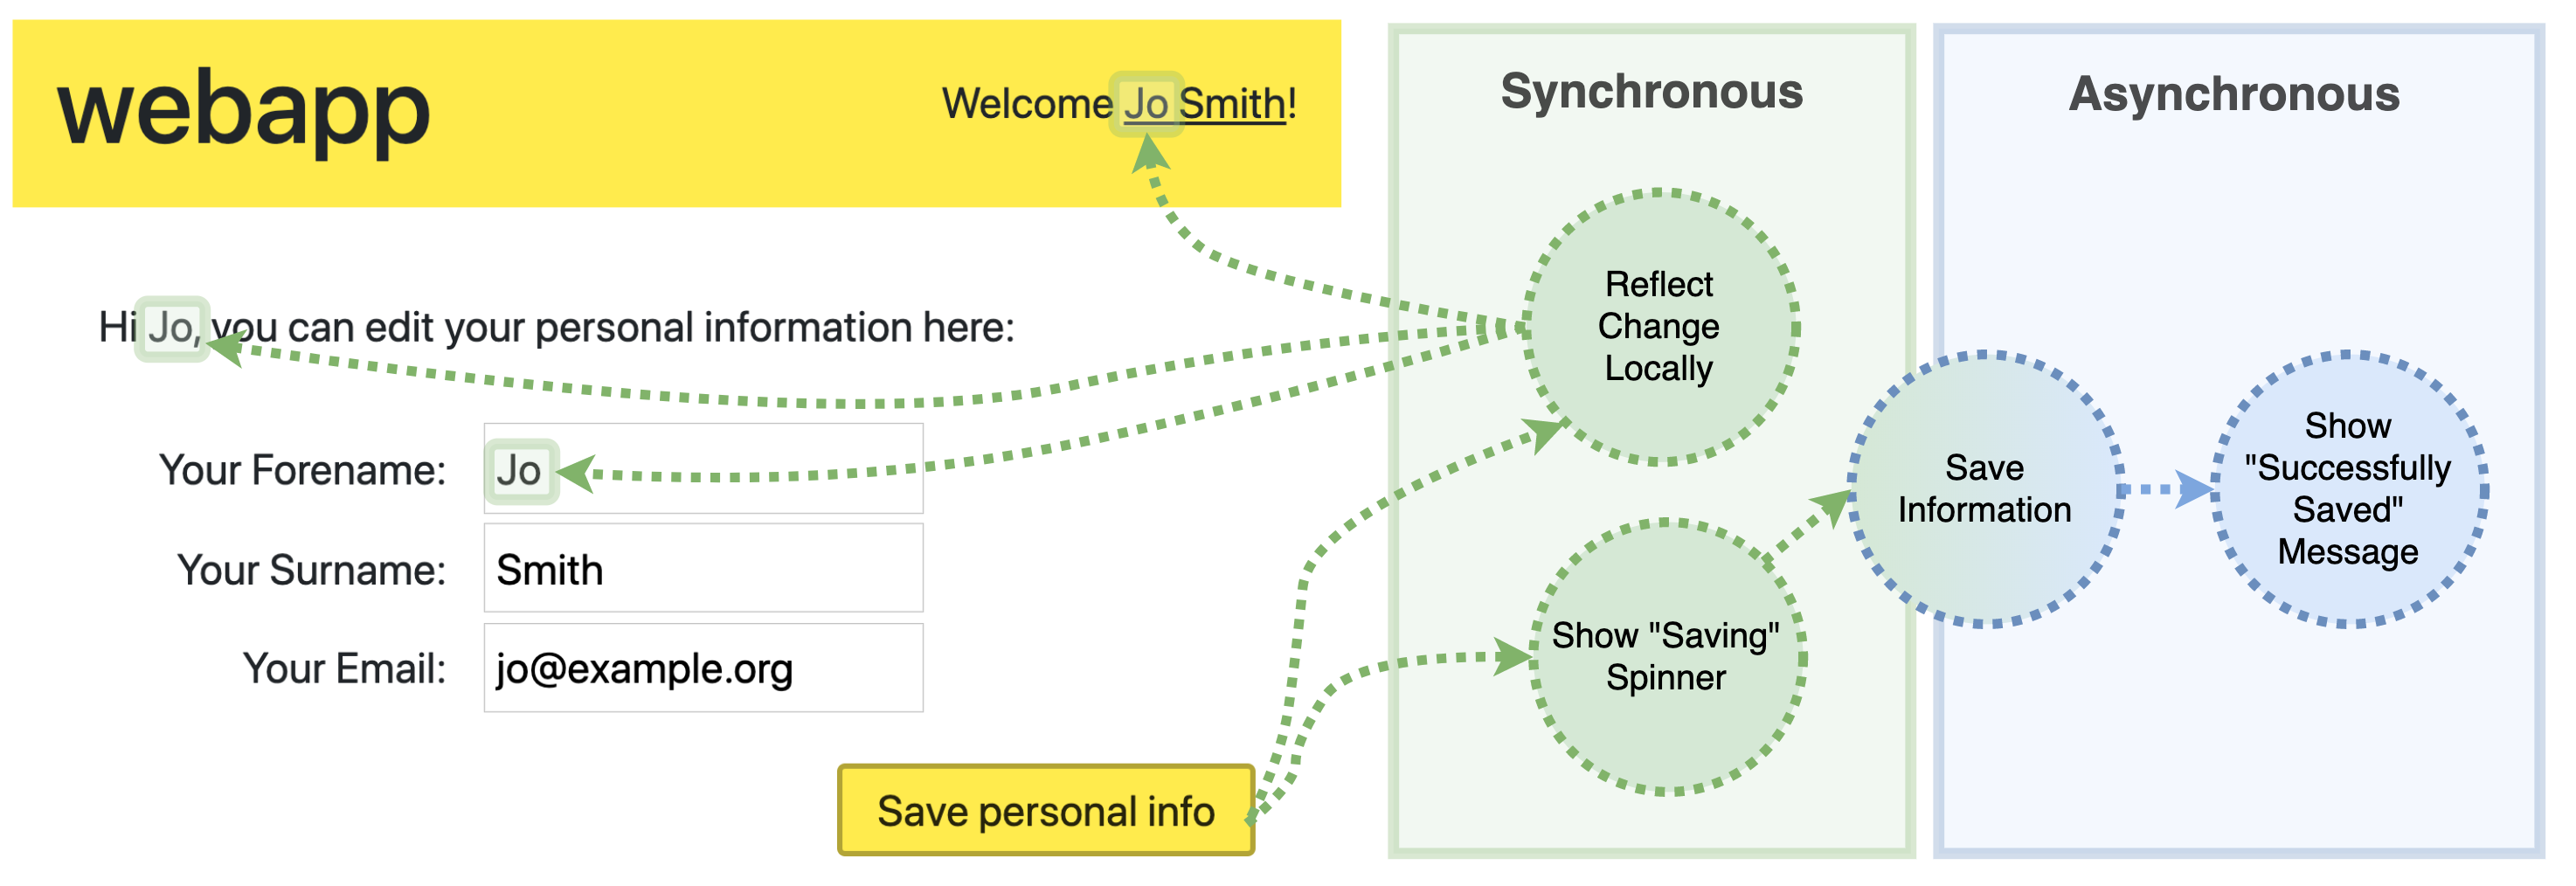 webapp
Welcome Jo Smith!
Hi Jo, you can edit your personal information here:
Your Forename:
Jo
Your Surname:
Smith
Your Email:
jo@example.org
Save personal info
Synchronous
Reflect
Change
Locally
Show "Saving"
Spinner
Asynchronous
Save
Information
Show
"Successfully
Saved"
Message